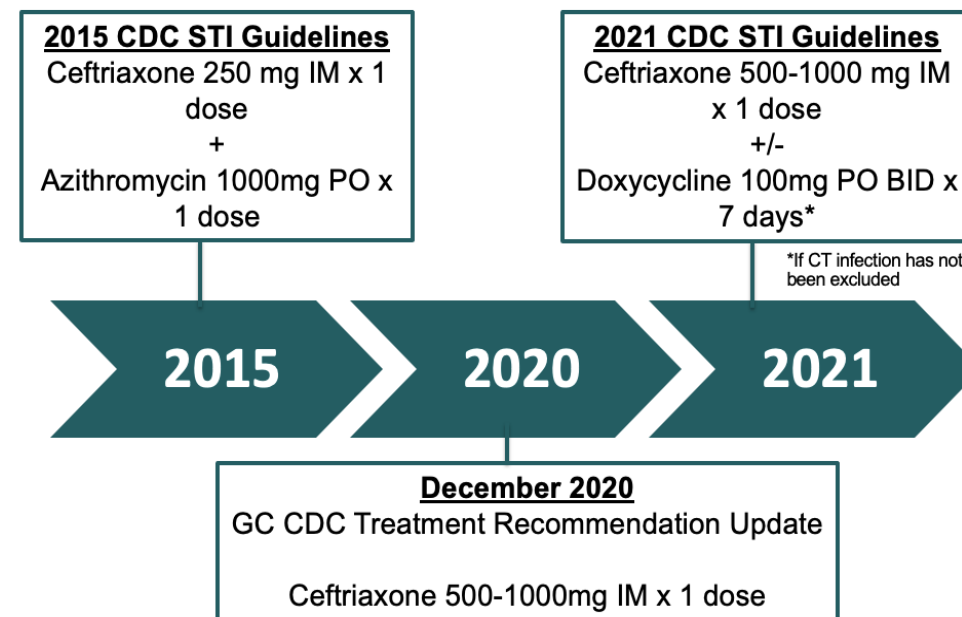 2015 CDC STI Guidelines
Ceftriaxone 250 mg IM x 1
dose
+
Azithromycin 1000mg PO x
1 dose
2021 CDC STI Guidelines
Ceftriaxone 500-1000 mg IM
x 1 dose
+/-
Doxycycline 100mg PO BID x
7 days*
*If CT infection has not
been excluded
2015
2020
2021
December 2020
GC CDC Treatment Recommendation Update
Ceftriaxone 500-1000mg IM x 1 dose